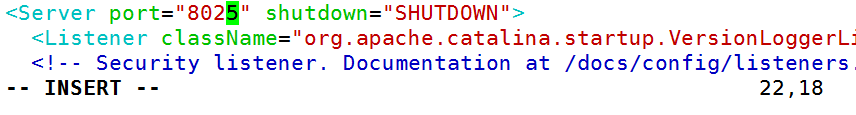 <Server port="8025" shutdown="SHUTDOWN">
<Listener className="org.apache.catalina.startup.VersionLoggerLi
<!-- Security listener. Documentation at /docs/config/listeners.
-- INSERT -- 22,18